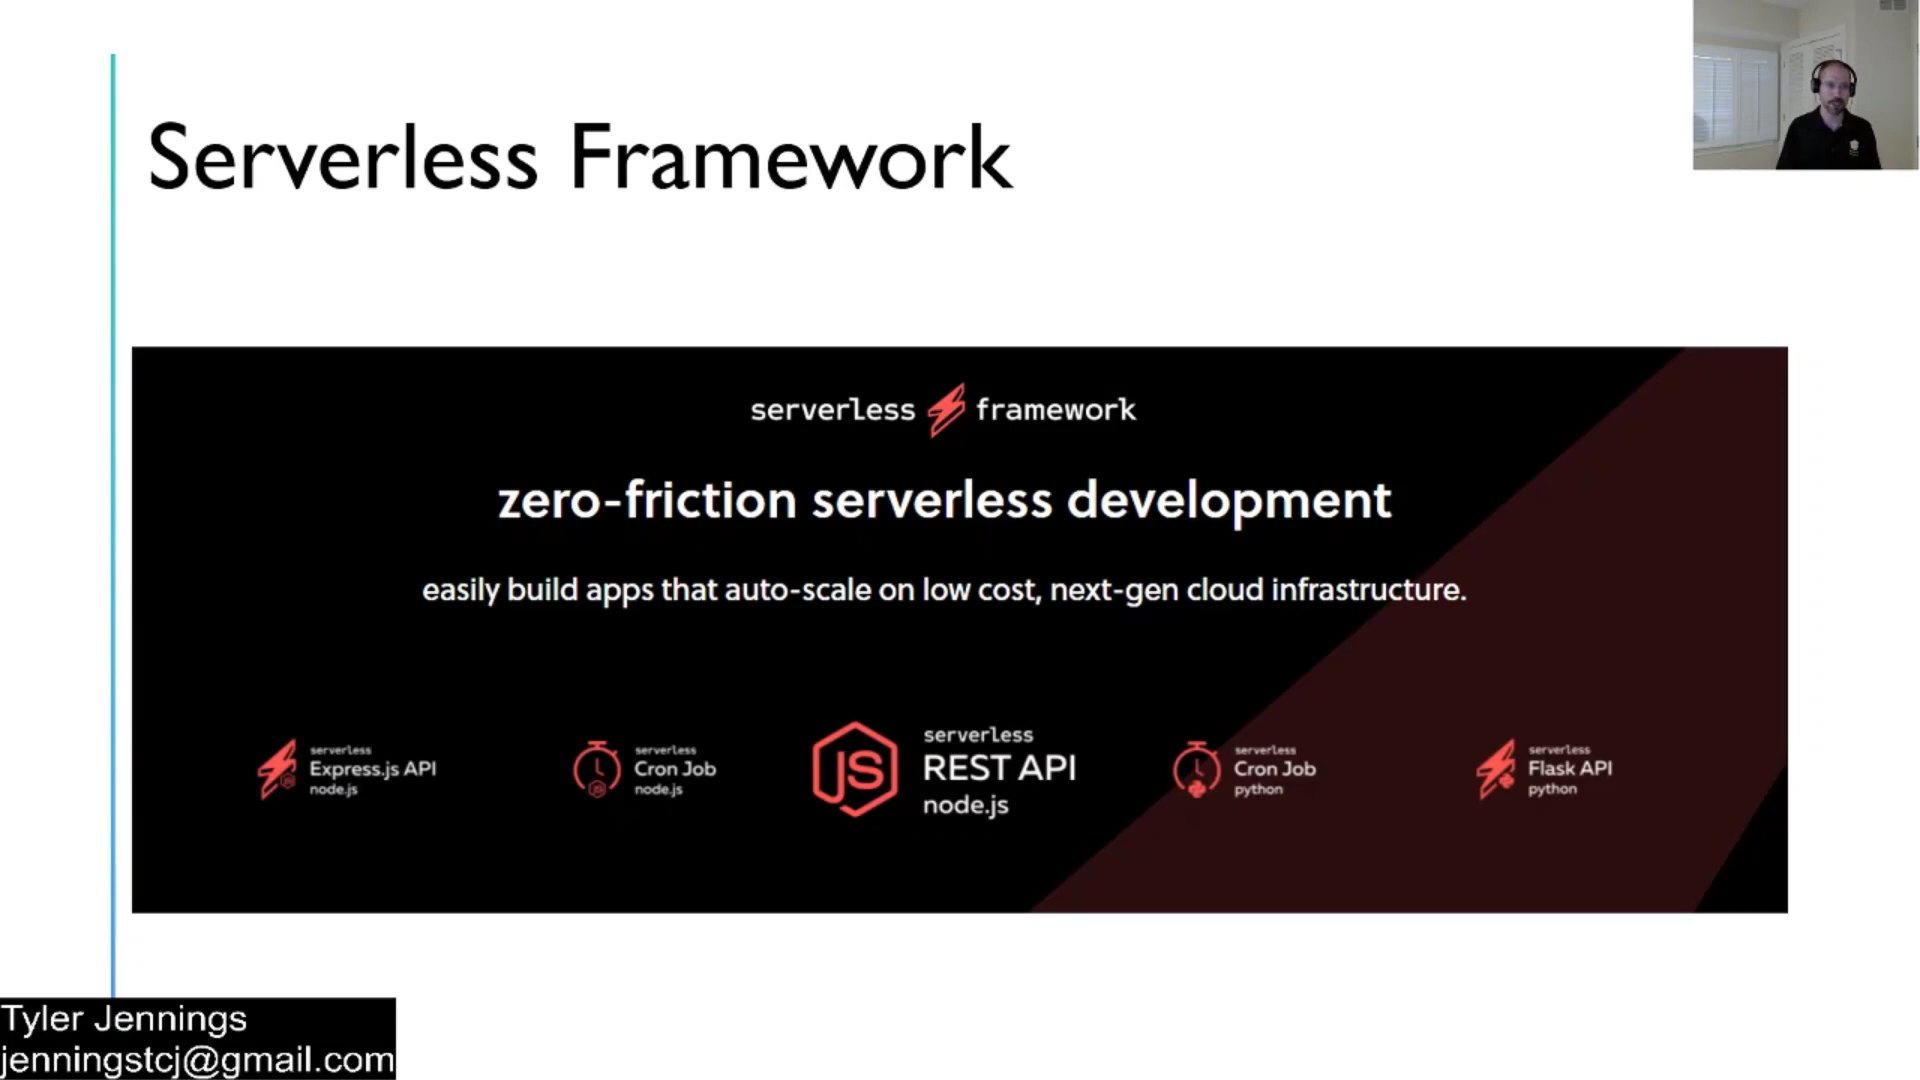 Serverless Framework
serverless framework
zero-friction serverless development
easily build apps that auto-scale on low cost, next-gen cloud infrastructure.
serverless
Express.js API
node.js
serverless
Cron Job
node.js
JS
serverless
REST API
node.js
serverless
Cron Job
python
serverless
Flask API
python
Tyler Jennings
jenningstcj@gmail.com